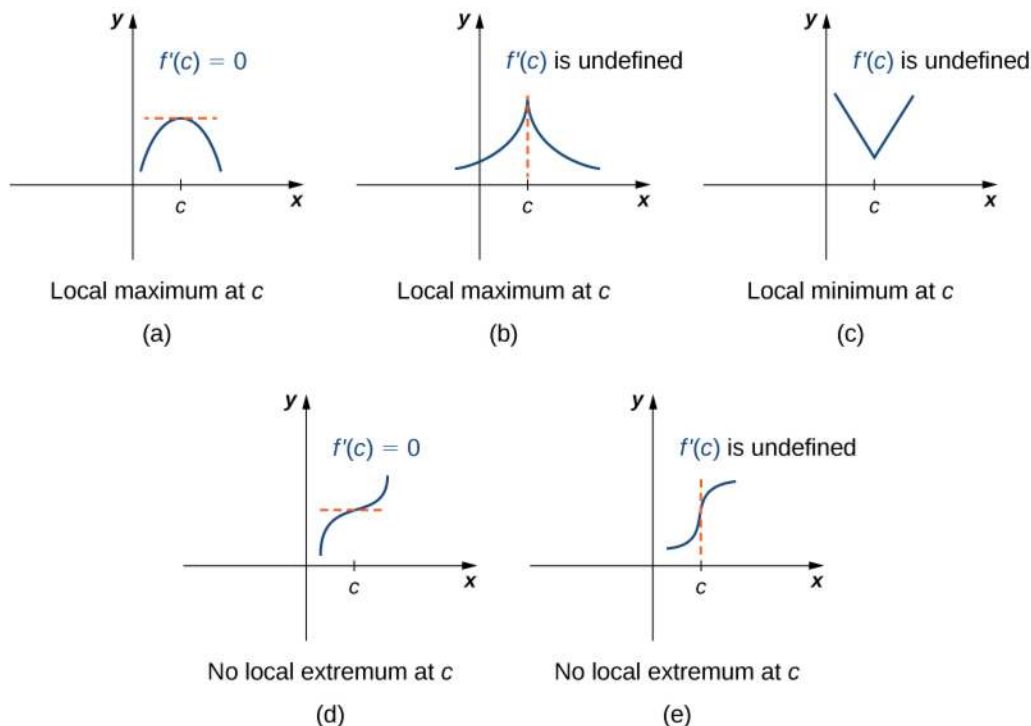 y
f'(c) = 0
x
c
Local maximum at c
(a)
y
f'(c) is undefined
x
c
Local maximum at c
(b)
y
f'(c) is undefined
x
c
Local minimum at c
(c)
y
f'(c) = 0
x
c
No local extremum at c
(d)
y
f'(c) is undefined
x
c
No local extremum at c
(e)